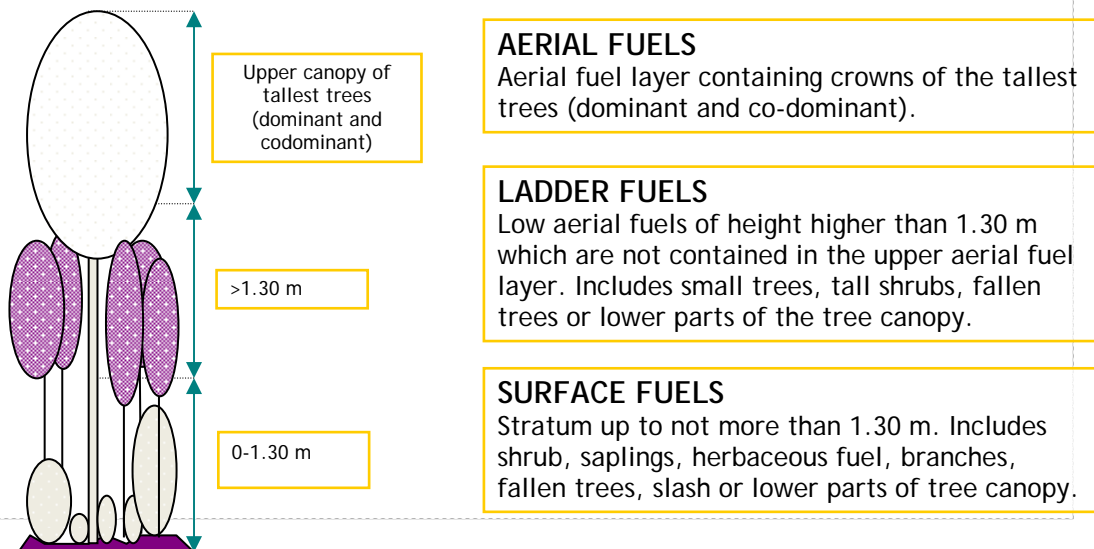 Upper canopy of
tallest trees
(dominant and
codominant)
>1.30 m
0-1.30 m
AERIAL FUELS
Aerial fuel layer containing crowns of the tallest
trees (dominant and co-dominant).
LADDER FUELS
Low aerial fuels of height higher than 1.30 m
which are not contained in the upper aerial fuel
layer. Includes small trees, tall shrubs, fallen
trees or lower parts of the tree canopy.
SURFACE FUELS
Stratum up to not more than 1.30 m. Includes
shrub, saplings, herbaceous fuel, branches,
fallen trees, slash or lower parts of tree canopy.